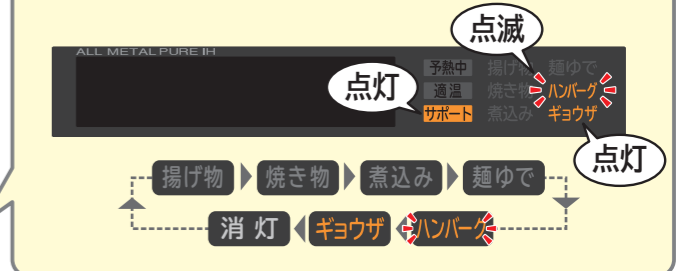 点滅
ALL METAL PURE IH
予熱中 揚げ物 麺ゆで
点灯
適温 焼き物 ハンバーグ
サポート 煮込み ギョウザ
点灯
揚げ物 焼き物 煮込み 麺ゆで
消灯 ギョウザ ハンバーグ